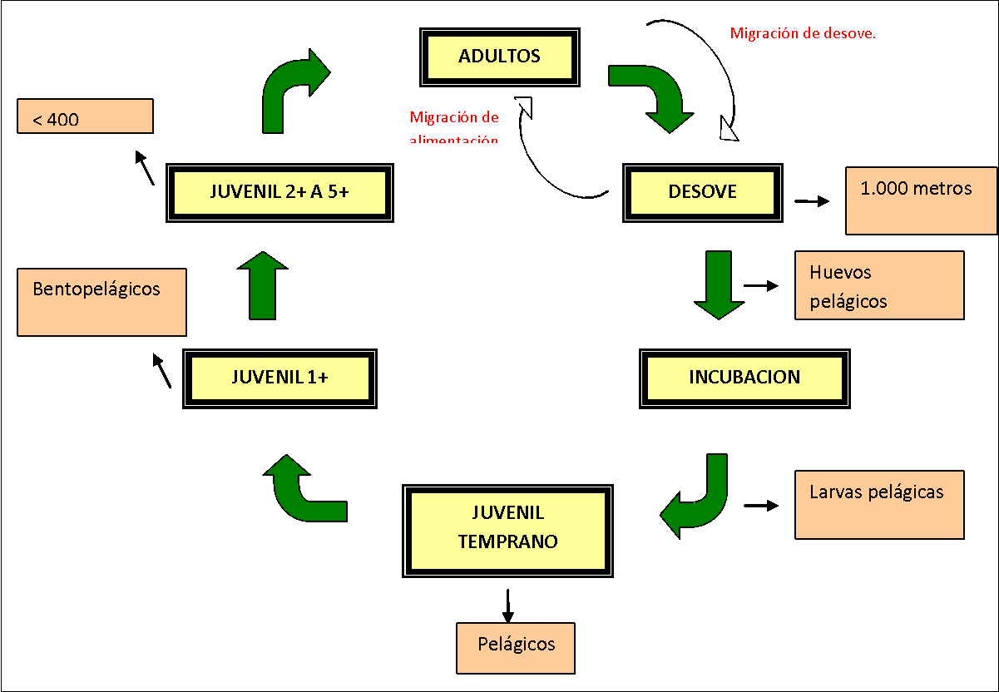 ADULTOS
Migración de desove.
Migración de
alimentación
< 400
JUVENIL 2+ A 5+
DESOVE
1.000 metros
Huevos
pelágicos
Bentopelágicos
JUVENIL 1+
INCUBACION
Larvas pelágicas
JUVENIL
TEMPRANO
Pelágicos